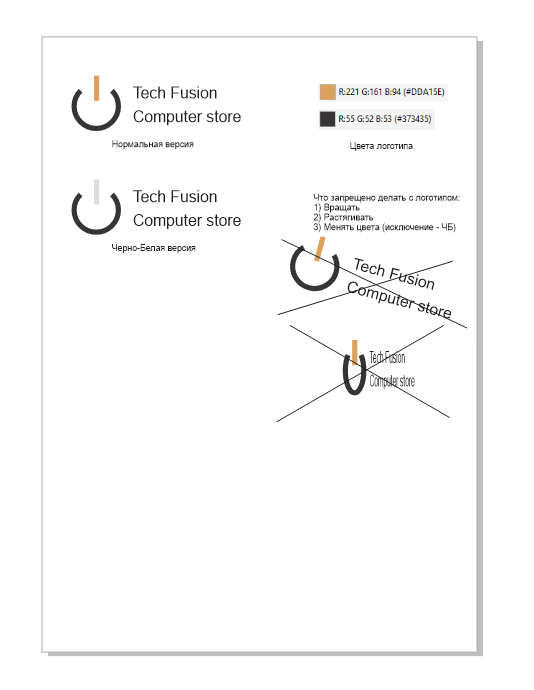 Tech Fusion
Computer store
Нормальная версия
R:221 G:161 B:94 (#DDA15E)
R:55 G:52 B:53 (#373435)
Цвета логотипа
Tech Fusion
Computer store
Черно-Белая версия
Что запрещено делать с логотипом:
1) Вращать
2) Растягивать
3) Менять цвета (исключение - ЧБ)
Tech Fusion
Computer store
Tech Fusion
Computer store